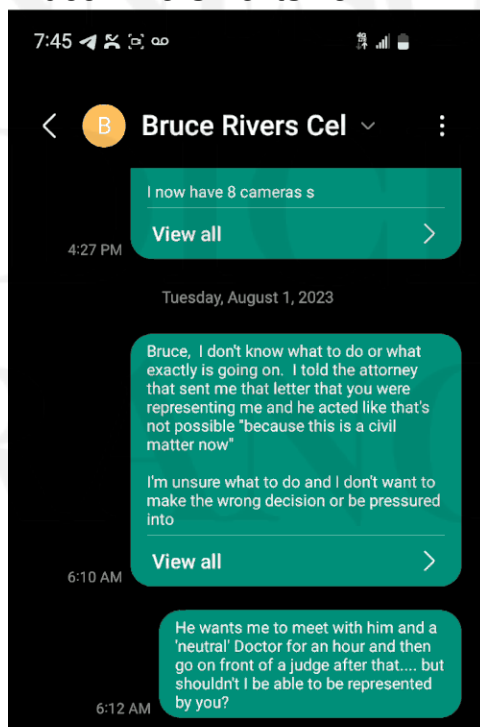 7:45
B Bruce Rivers Cel
I now have 8 cameras s
View all
4:27 PM
Tuesday, August 1, 2023
Bruce, I don't know what to do or what
exactly is going on. I told the attorney
that sent me that letter that you were
representing me and he acted like that's
not possible "because this is a civil
matter now"
I'm unsure what to do and I don't want to
make the wrong decision or be pressured
into
View all
6:10 AM
He wants me to meet with him and a
'neutral' Doctor for an hour and then
go on front of a judge after that.... but
shouldn't I be able to be represented
by you?
6:12 AM